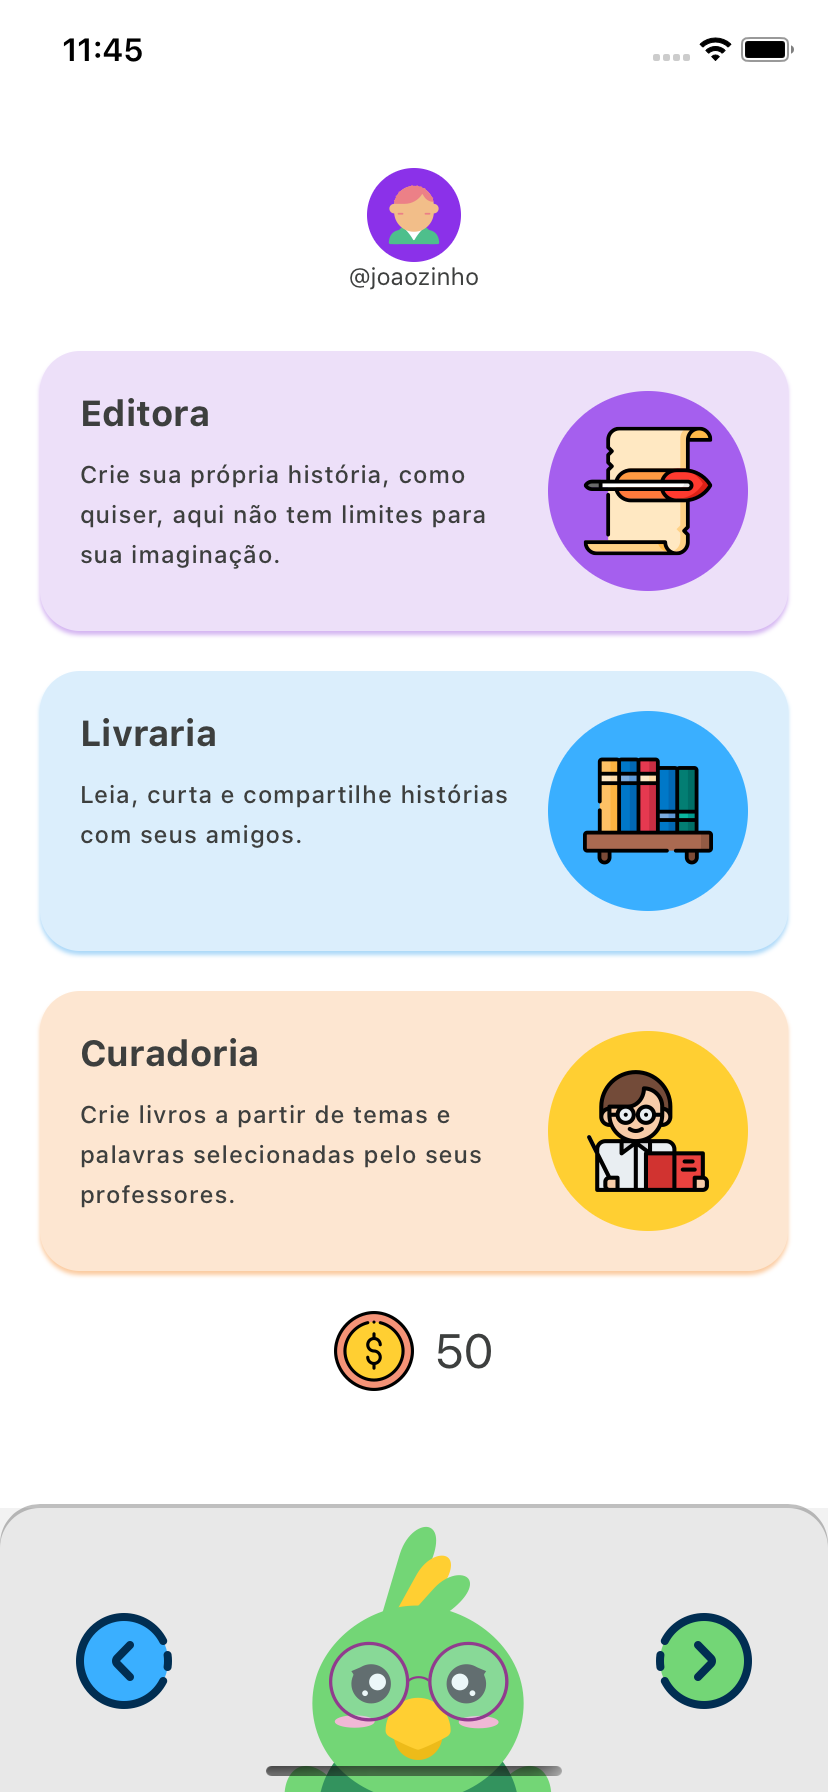 11:45
@joaozinho
Editora
Crie sua própria história, como
quiser, aqui não tem limites para
sua imaginação.
Livraria
Leia, curta e compartilhe histórias
com seus amigos.
Curadoria
Crie livros a partir de temas e
palavras selecionadas pelo seus
professores.
$ 50